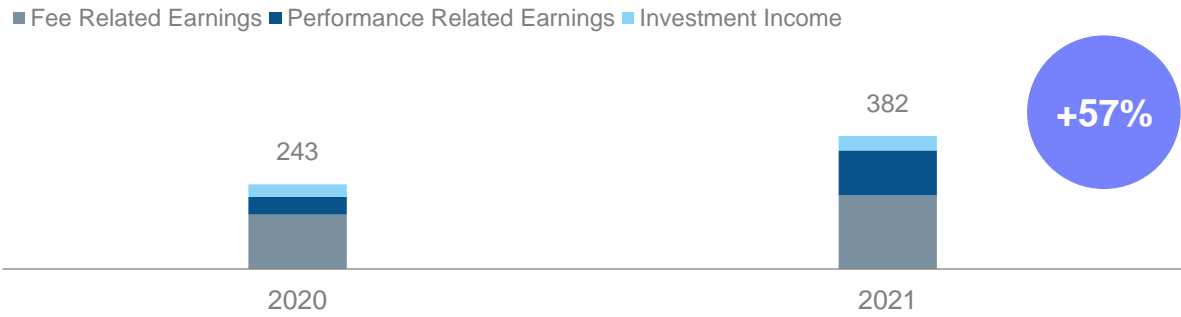 Fee Related Earnings Performance Related Earnings Investment Income
382
+57%
243
2020 2021